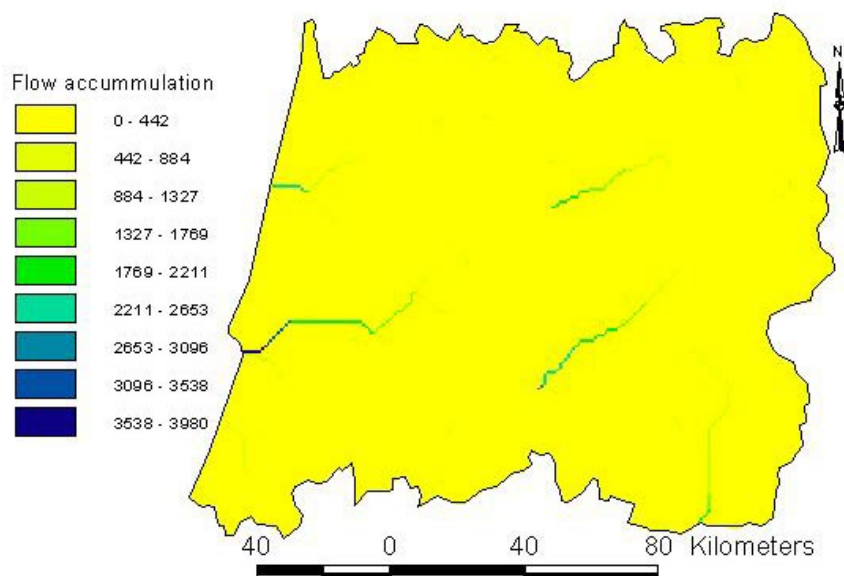 N
Flow accummulation
0 - 442
442 - 884
884 - 1327
1327 - 1769
1769 - 2211
2211 - 2653
2653 - 3096
3096 - 3538
3538 - 3980
40 0 40 80 Kilometers